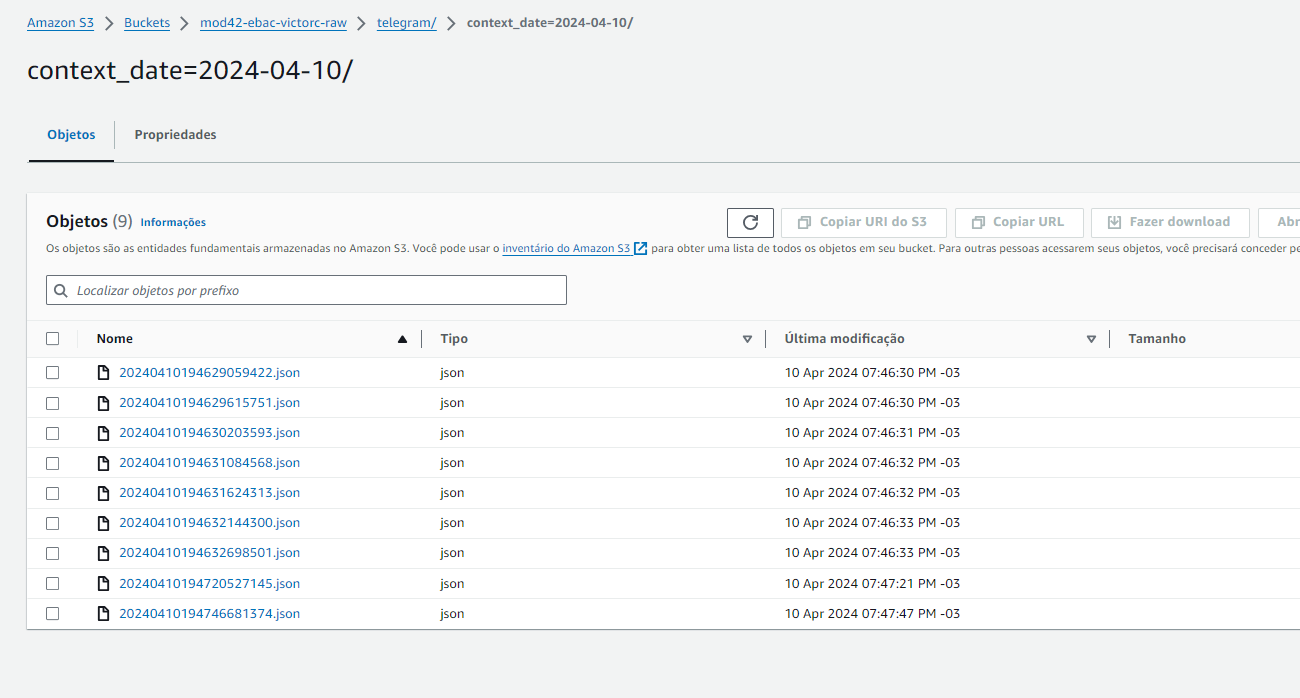 Amazon S3 > Buckets > mod42-ebac-victorc-raw > telegram/ > context_date=2024-04-10/
context_date=2024-04-10/
Objetos Propriedades
Objetos (9) Informações Copiar URI do S3 Copiar URL Fazer download Abr
Os objetos são as entidades fundamentais armazenadas no Amazon S3. Você pode usar o inventário do Amazon S3 para obter uma lista de todos os objetos em seu bucket. Para outras pessoas acessarem seus objetos, você precisará conceder pe
Localizar objetos por prefixo
Nome Tipo Última modificação Tamanho
20240410194629059422.json json 10 Apr 2024 07:46:30 PM -03
20240410194629615751.json json 10 Apr 2024 07:46:30 PM -03
20240410194630203593.json json 10 Apr 2024 07:46:31 PM -03
20240410194631084568.json json 10 Apr 2024 07:46:32 PM -03
20240410194631624313.json json 10 Apr 2024 07:46:32 PM -03
20240410194632144300.json json 10 Apr 2024 07:46:33 PM -03
20240410194632698501.json json 10 Apr 2024 07:46:33 PM -03
20240410194720527145.json json 10 Apr 2024 07:47:21 PM -03
20240410194746681374.json json 10 Apr 2024 07:47:47 PM -03